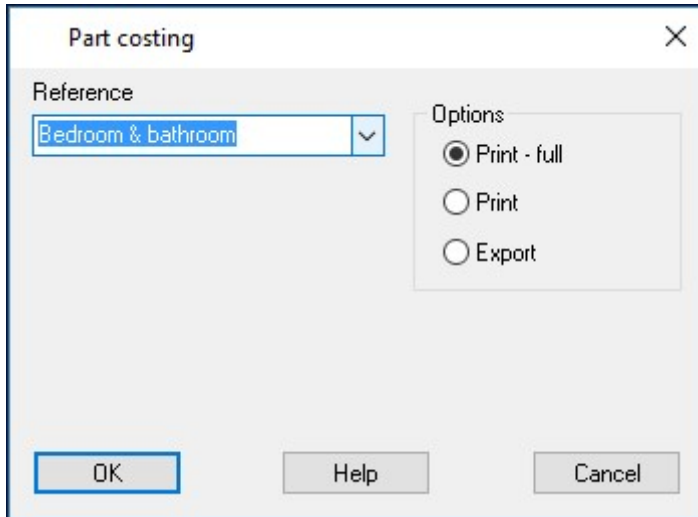 Part costing
Reference
Bedroom & bathroom
Options
Print - full
Print
Export
OK
Help
Cancel